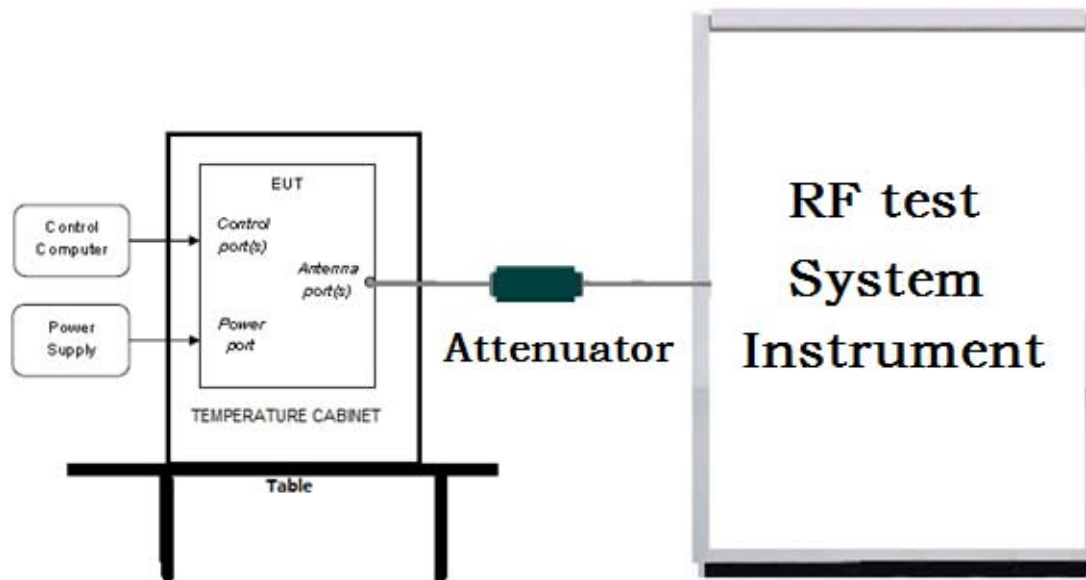 Control
Computer
Power
Supply
EUT
Control
port(s)
Antenna
port(s)
Power
port
TEMPERATURE CABINET
Table
Attenuator
RF test
System
Instrument